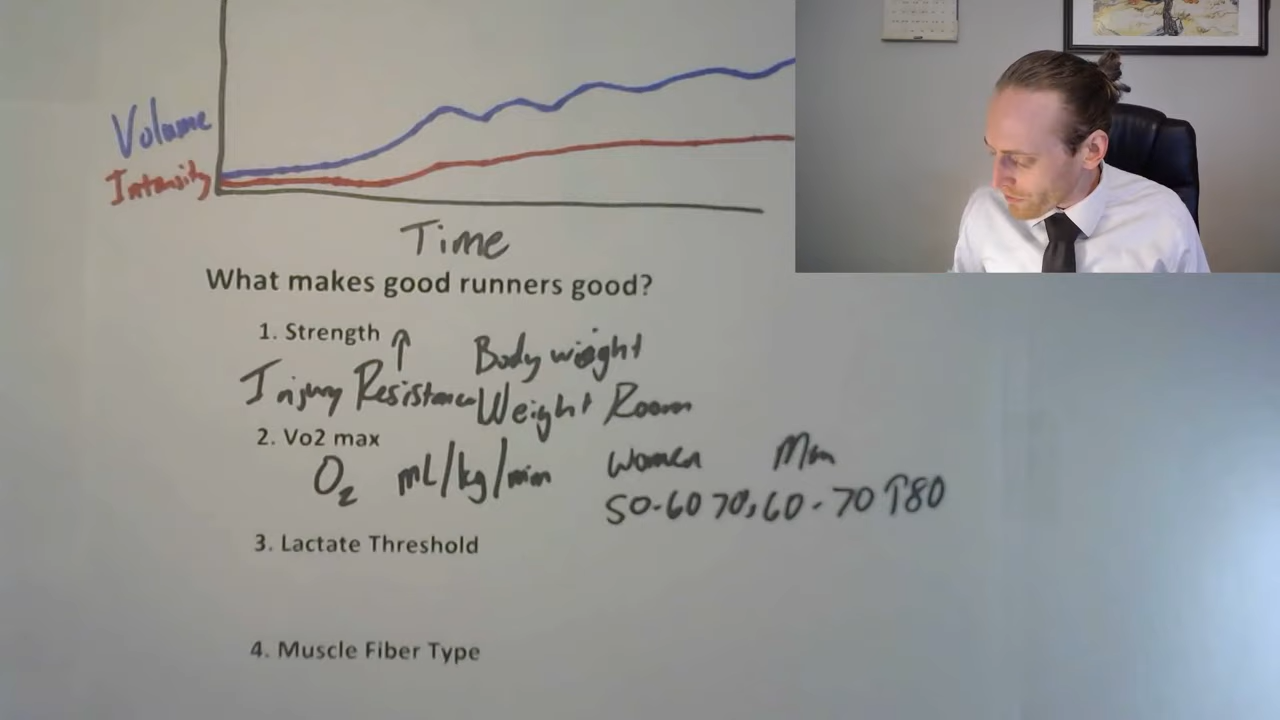 Volume
Intensity
Time
What makes good runners good?
1. Strength ↑ Body weight
Injury Resistance Weight Room
2. Vo2 max
O2 mL/kg/min Women Men
50-60 70, 60-70 ↑80
3. Lactate Threshold
4. Muscle Fiber Type